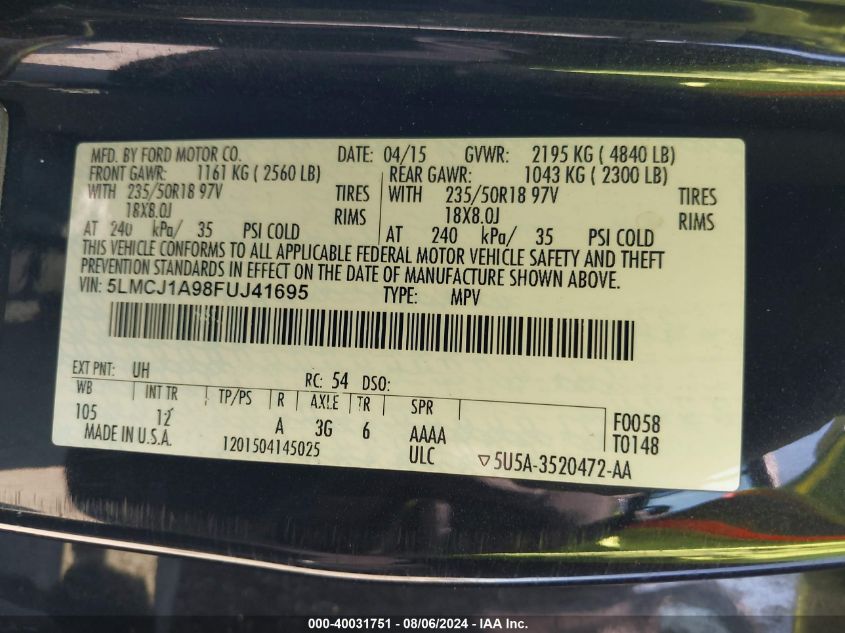 MFD. BY FORD MOTOR CO. DATE: 04/15 GVWR: 2195 KG ( 4840 LB)
FRONT GAWR: 1161 KG ( 2560 LB) REAR GAWR: 1043 KG ( 2300 LB)
WITH 235/50R18 97V TIRES WITH 235/50R18 97V TIRES
18X8.0J RIMS 18X8.0J RIMS
AT 240 kPa/ 35 PSI COLD AT 240 kPa/ 35 PSI COLD
THIS VEHICLE CONFORMS TO ALL APPLICABLE FEDERAL MOTOR VEHICLE SAFETY AND THEFT
PREVENTION STANDARDS IN EFFECT ON THE DATE OF MANUFACTURE SHOWN ABOVE.
VIN: 5LMCJ1A98FUJ41695 TYPE: MPV
EXT PNT: UH RC: 54 DSO:
WB INT TR TP/PS R AXLE TR SPR
105 12 A 3G 6 AAAA F0058
MADE IN U.S.A. 1201504145025 ULC T0148
▽5U5A-3520472-AA
000-40031751 - 08/06/2024 - IAA Inc.